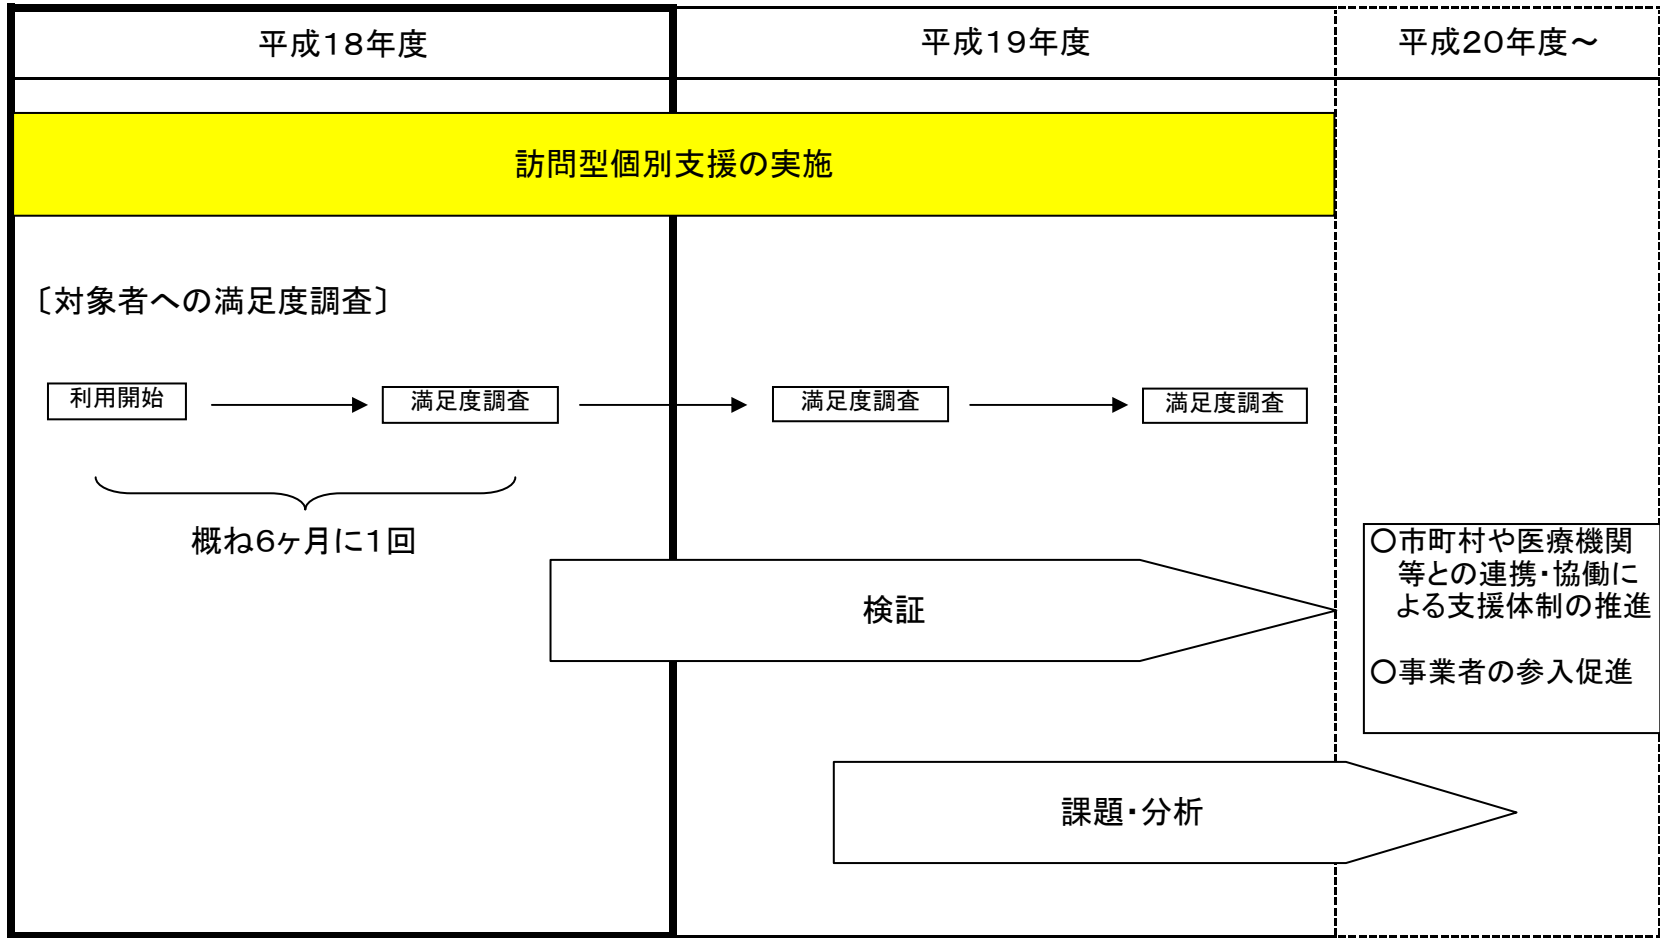 平成18年度
平成19年度
平成20年度～
訪問型個別支援の実施
〔対象者への満足度調査〕
利用開始
満足度調査
満足度調査
満足度調査
概ね6ヶ月に1回
検証
○市町村や医療機関
等との連携・協働に
よる支援体制の推進
○事業者の参入促進
課題・分析